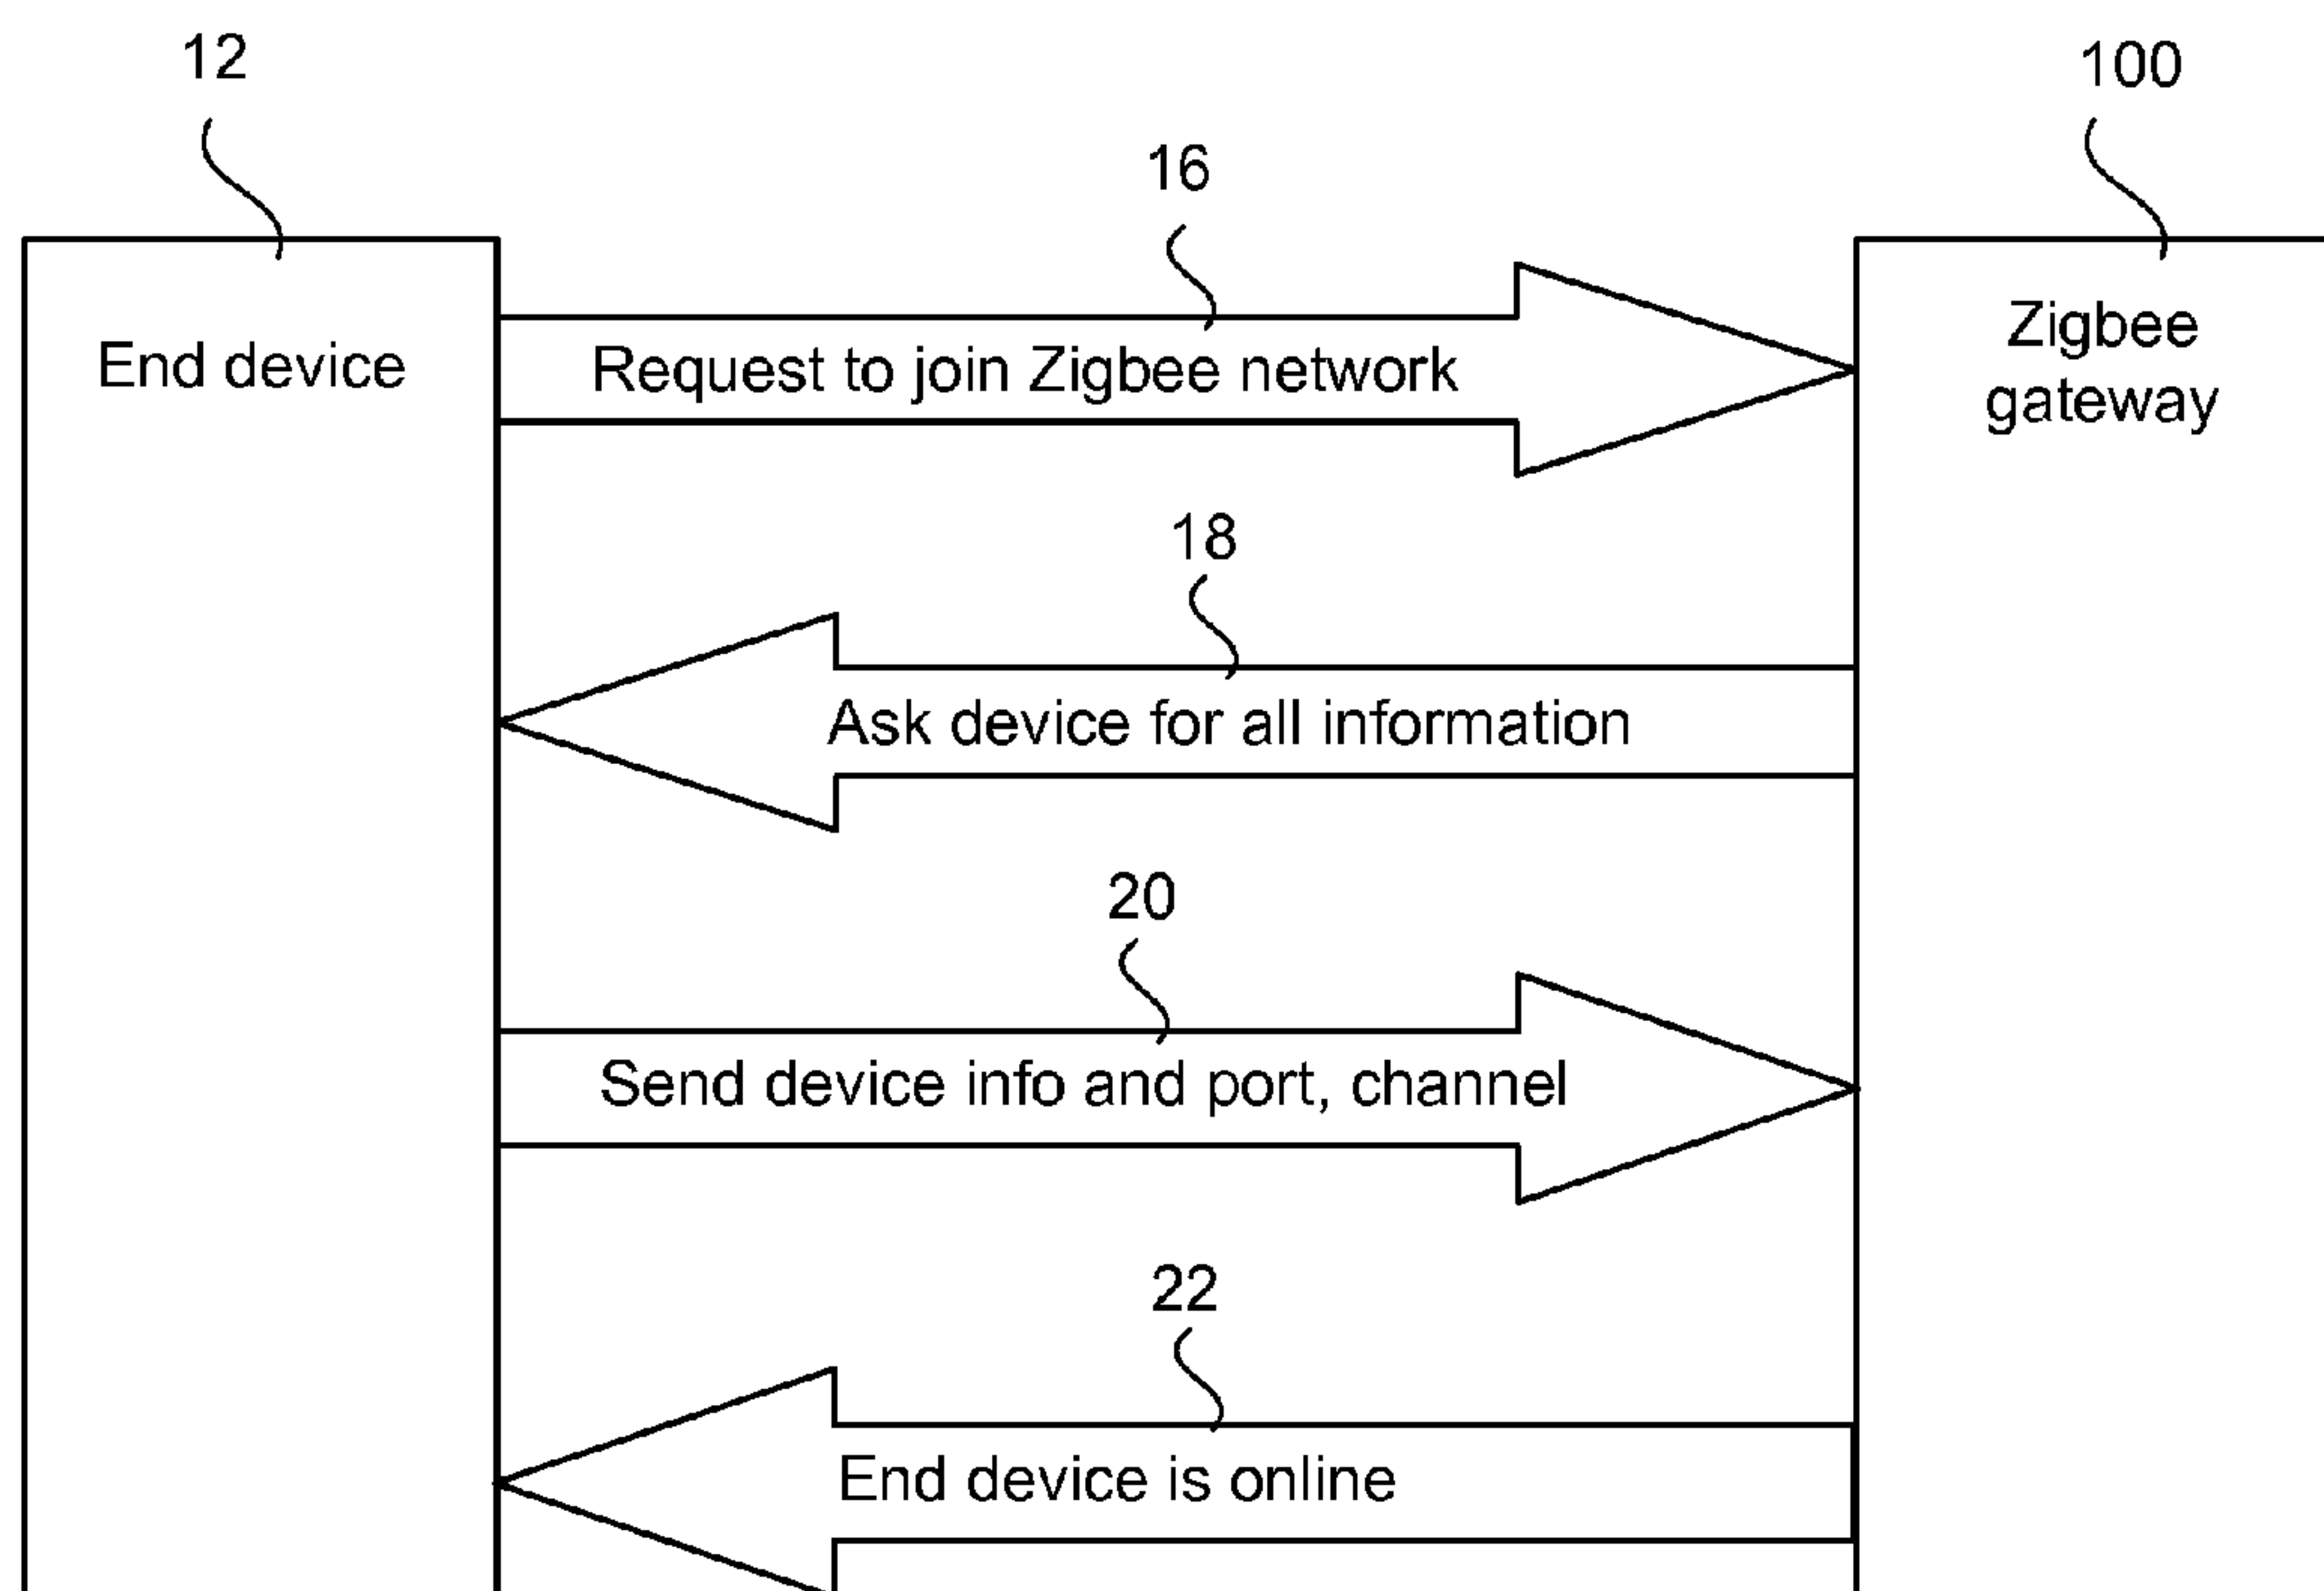 12
100
16
End device
Request to join Zigbee network
Zigbee
gateway
18
Ask device for all information
20
Send device info and port, channel
22
End device is online